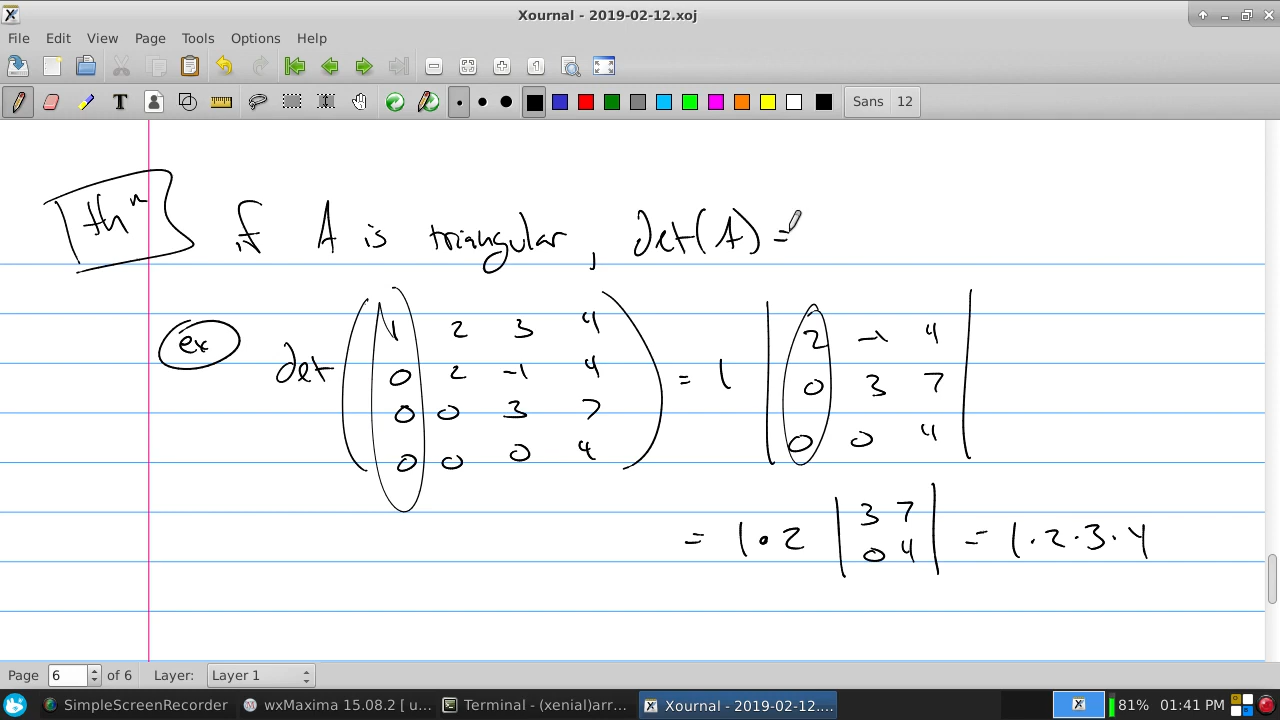 Xournal - 2019-02-12.xoj
File Edit View Page Tools Options Help
Sans 12
thⁿ if A is triangular, det(A) =
ex det ( 1 2 3 4 = 1 | 2 -1 4 |
0 2 -1 4 0 3 7
0 0 3 7 0 0 4
0 0 0 4 )
= 1 • 2 | 3 7 = 1 · 2 · 3 · 4
0 4 |
Page 6 of 6 Layer: Layer 1
SimpleScreenRecorder wxMaxima 15.08.2 [ u... Terminal - (xenial)arr... Xournal - 2019-02-12.... 81% 01:41 PM